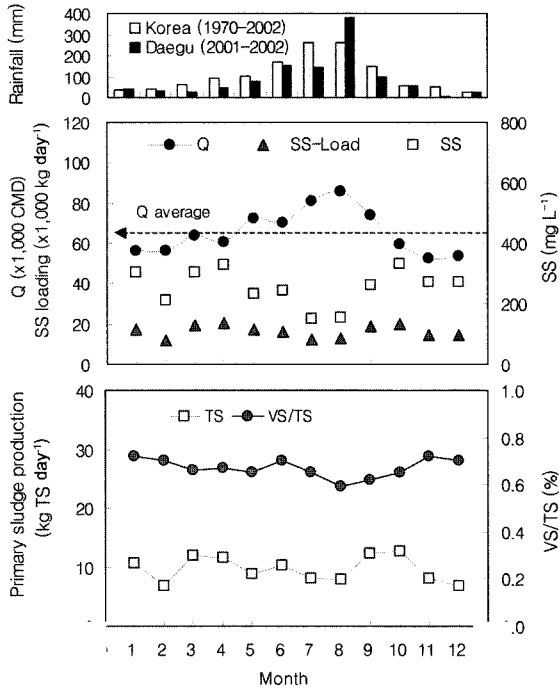 Korea (1970-2002)
Daegu (2001-2002)
Rainfall (mm)
400
300
200
100
0
Q
SS-Load
SS
Q average
Q (x1,000 CMD)
SS loading (x1,000 kg day-1)
120
100
80
60
40
20
0
SS (mg L-1)
800
600
400
200
0
TS
VS/TS
Primary sludge production
(kg TS day-1)
40
30
20
10
VS/TS (%)
1.0
0.8
0.6
0.4
0.2
.0
1 2 3 4 5 6 7 8 9 10 11 12
Month